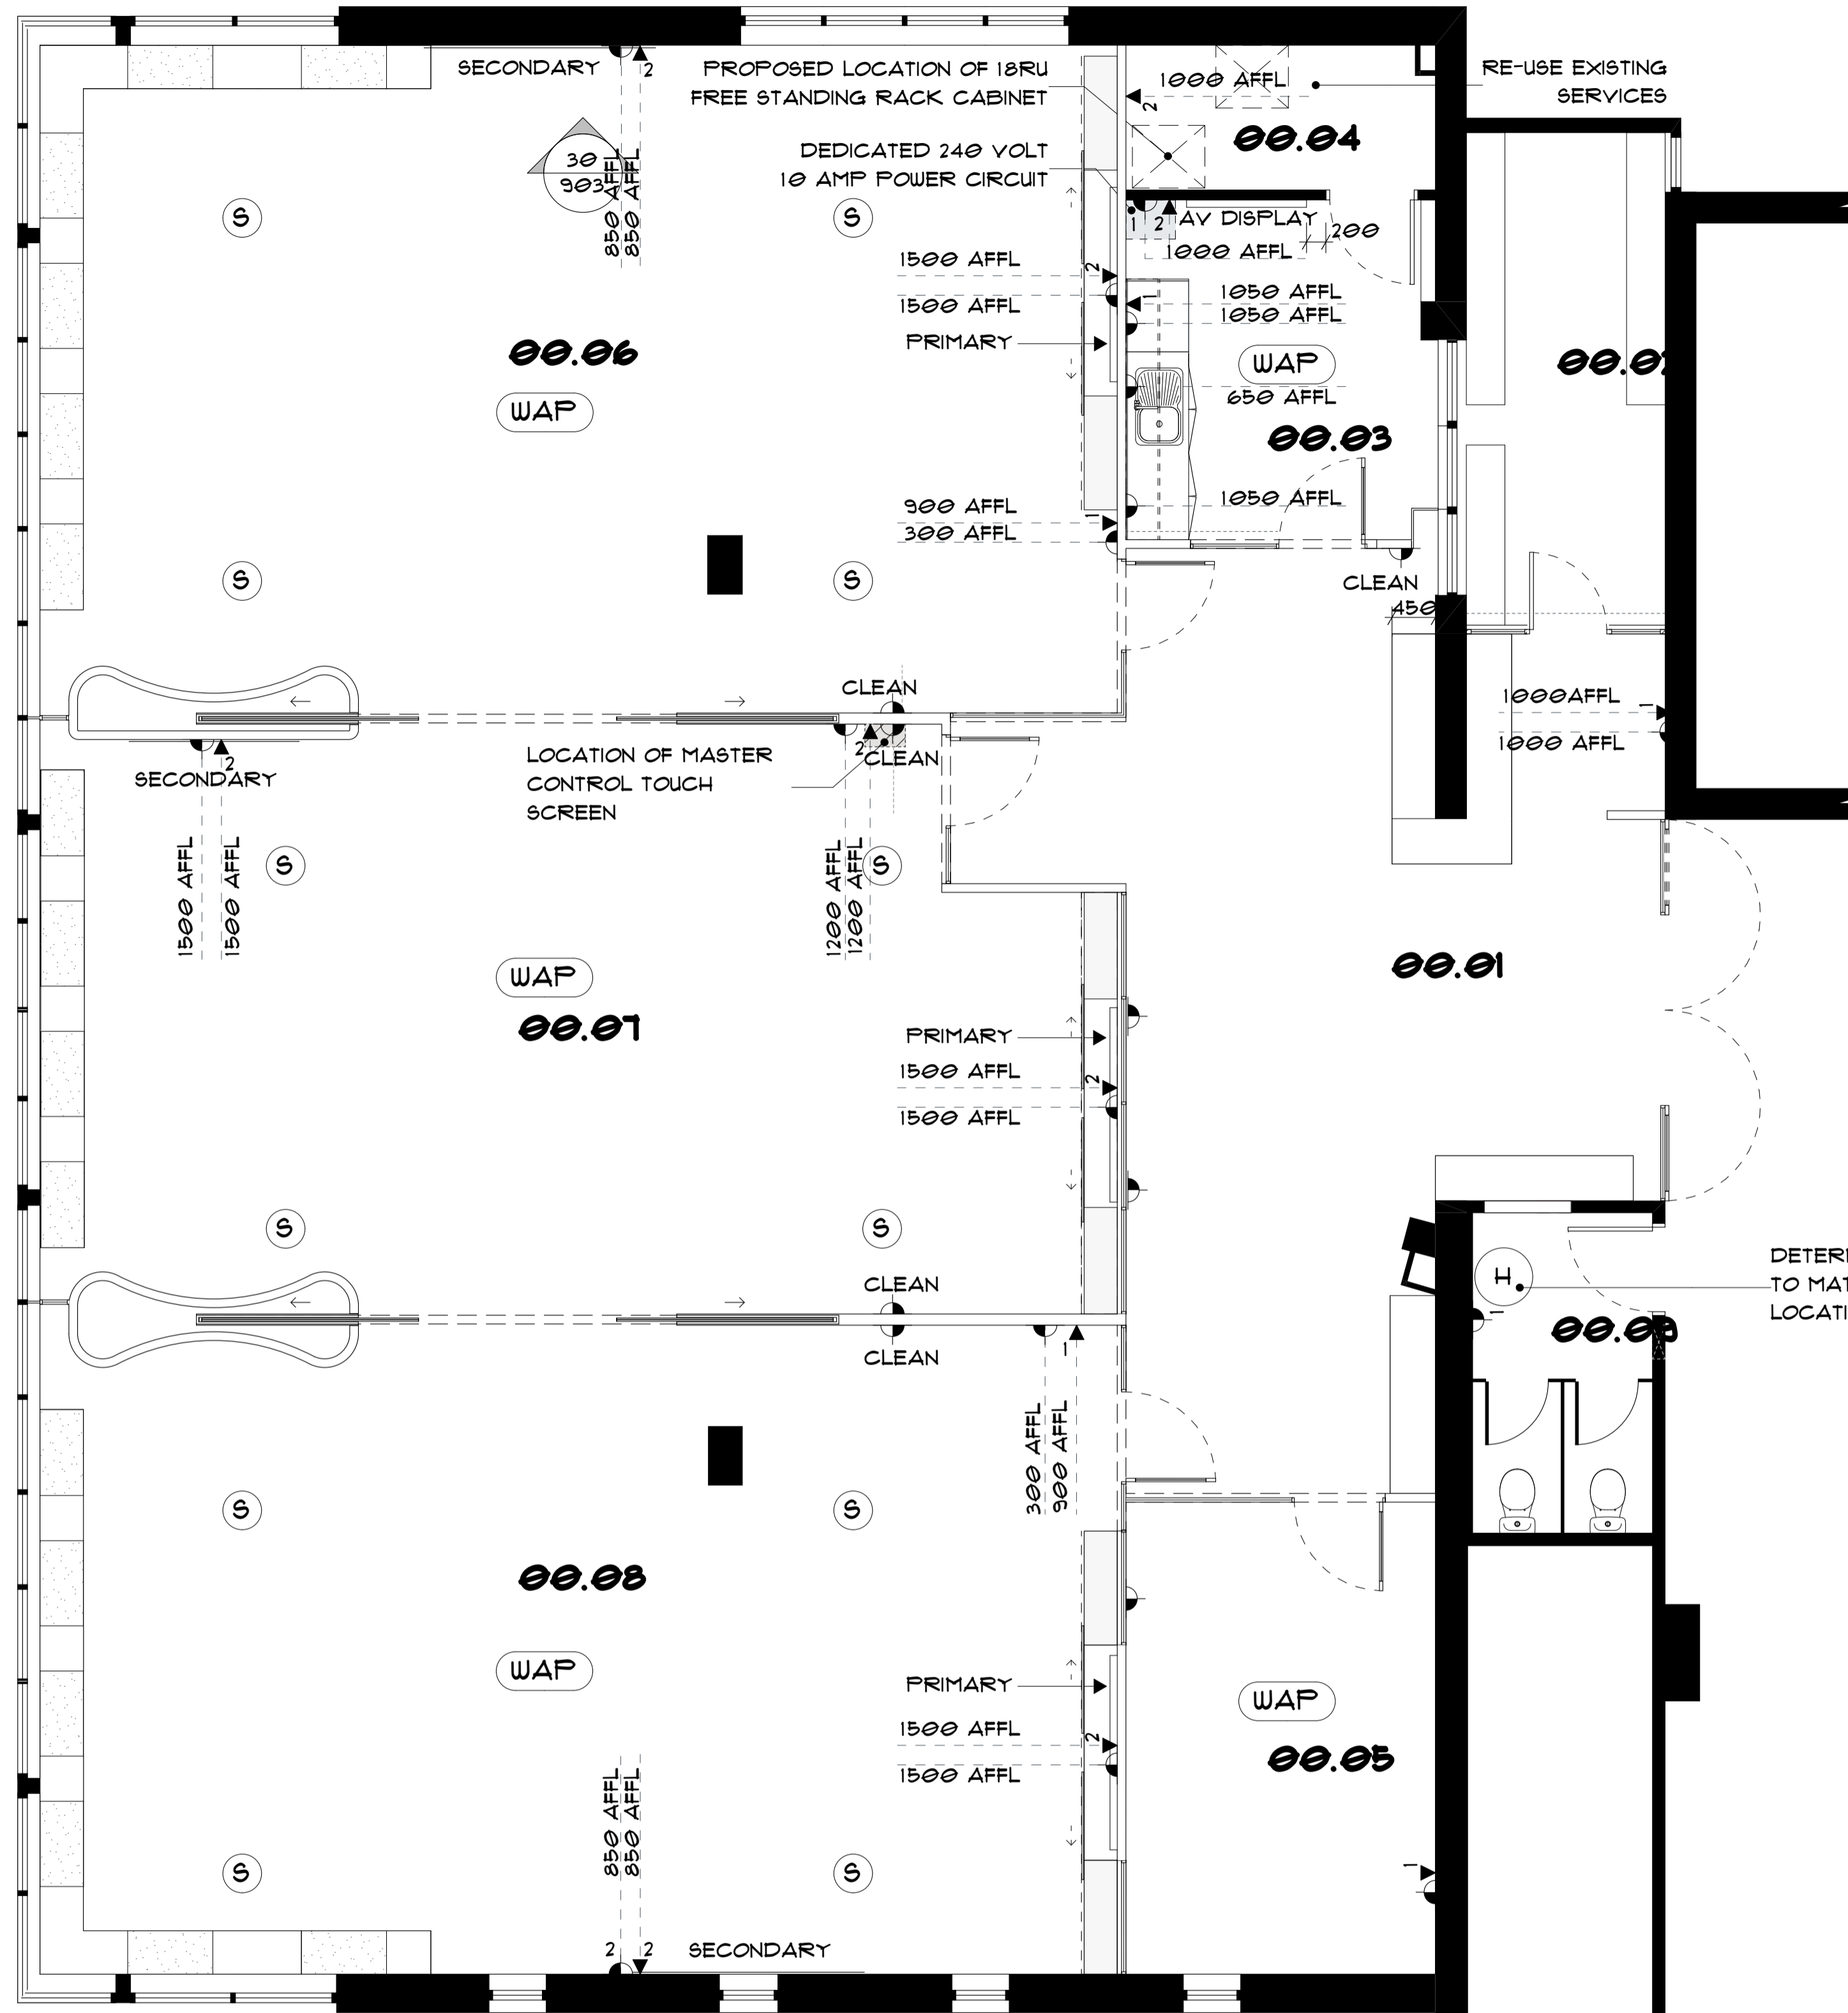 SECONDARY
2
PROPOSED LOCATION OF 18RU
FREE STANDING RACK CABINET
1000 AFFL
2
RE-USE EXISTING
SERVICES
00.04
30
903
850 AFFL
850 AFFL
DEDICATED 240 VOLT
10 AMP POWER CIRCUIT
S
S
1
2
AV DISPLAY
200
1000 AFFL
1500 AFFL
2
1500 AFFL
1
1050 AFFL
1050 AFFL
PRIMARY
00.06
WAP
WAP
650 AFFL
00.03
900 AFFL
1
300 AFFL
1050 AFFL
S
S
CLEAN
450
CLEAN
1000AFFL
1
1000 AFFL
2
SECONDARY
LOCATION OF MASTER
CONTROL TOUCH
SCREEN
2
CLEAN
1500 AFFL
1500 AFFL
1200 AFFL
1200 AFFL
S
S
WAP
00.07
00.01
PRIMARY
1500 AFFL
2
1500 AFFL
S
S
CLEAN
CLEAN
H
1
1
300 AFFL
900 AFFL
S
S
00.08
WAP
PRIMARY
1500 AFFL
2
1500 AFFL
WAP
00.05
850 AFFL
850 AFFL
S
S
1
2
2
SECONDARY